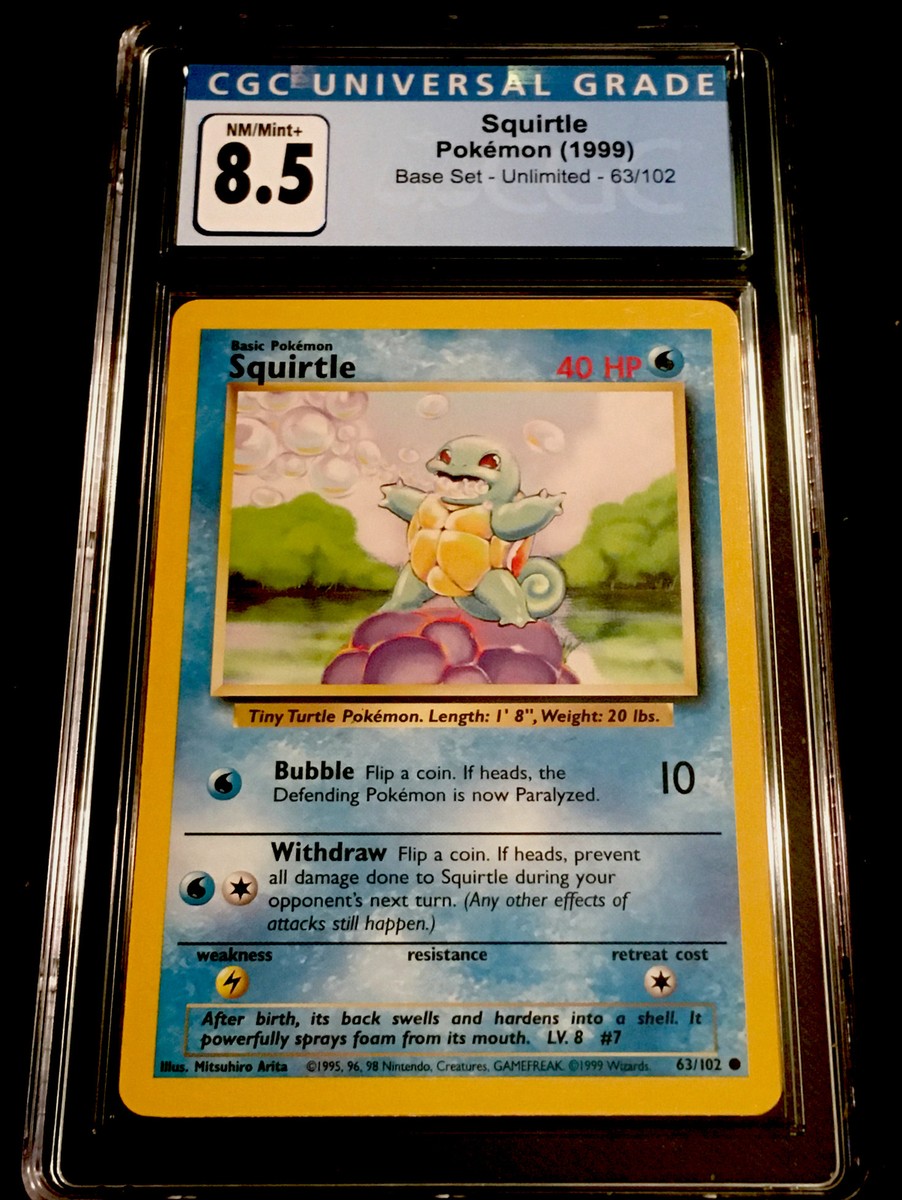 CGC UNIVERSAL GRADE
NM/Mint+
8.5
Squirtle
Pokémon (1999)
Base Set - Unlimited - 63/102
Basic Pokémon
Squirtle
40 HP
Tiny Turtle Pokémon. Length: 1' 8", Weight: 20 lbs.
Bubble Flip a coin. If heads, the
Defending Pokémon is now Paralyzed.
10
Withdraw Flip a coin. If heads, prevent
all damage done to Squirtle during your
opponent's next turn. (Any other effects of
attacks still happen.)
weakness resistance retreat cost
After birth, its back swells and hardens into a shell. It
powerfully sprays foam from its mouth. LV. 8 #7
Illus. Mitsuhiro Arita ©1995, 96, 98 Nintendo, Creatures, GAMEFREAK. ©1999 Wizards. 63/102